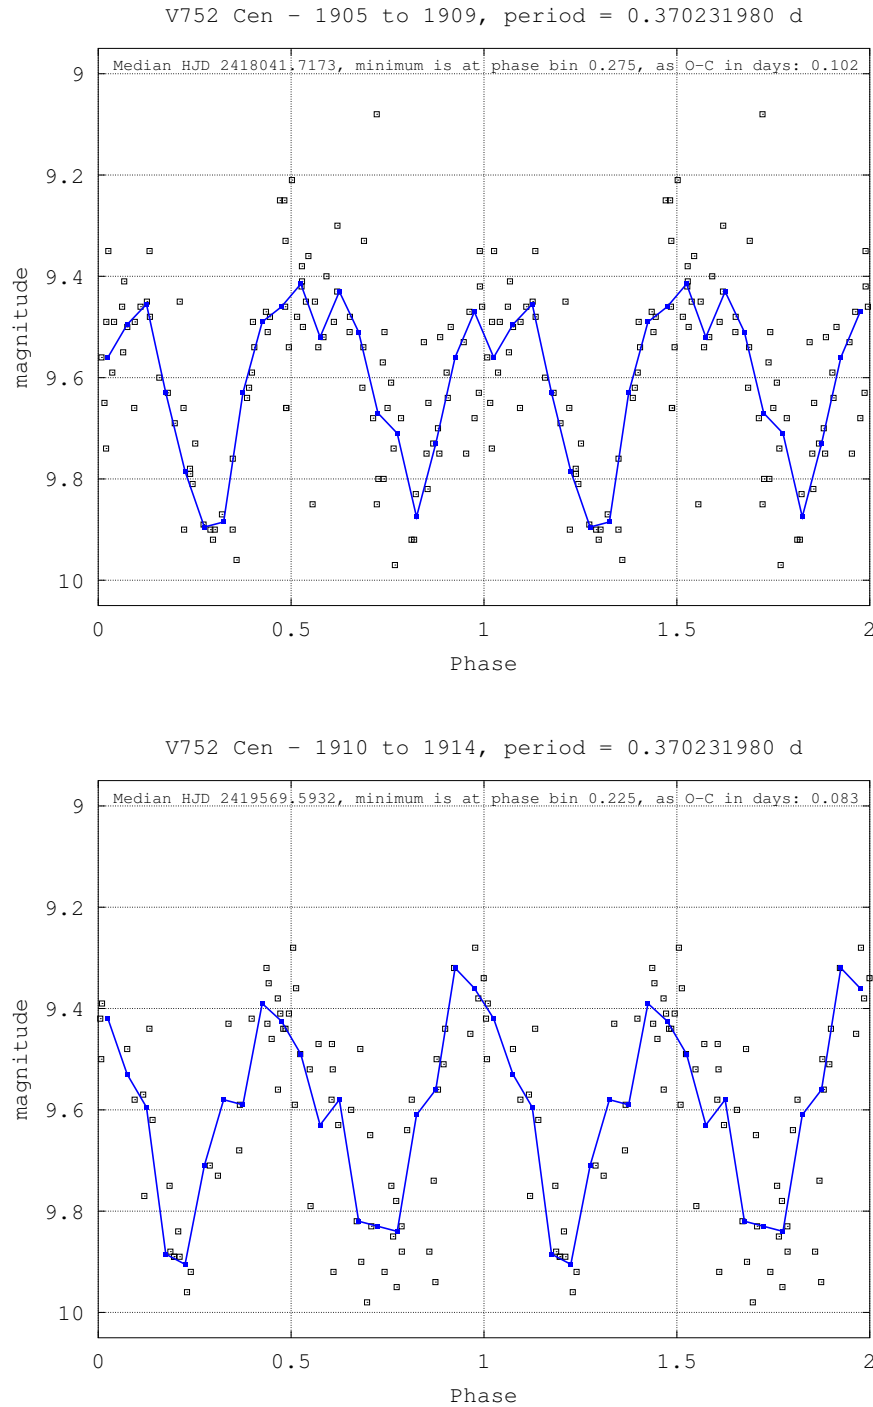 V752 Cen - 1905 to 1909, period = 0.370231980 d
Median HJD 2418041.7173, minimum is at phase bin 0.275, as O-C in days: 0.102
9
9.2
9.4
9.6
9.8
10
magnitude
0 0.5 1 1.5 2
Phase
V752 Cen - 1910 to 1914, period = 0.370231980 d
Median HJD 2419569.5932, minimum is at phase bin 0.225, as O-C in days: 0.083
9
9.2
9.4
9.6
9.8
10
magnitude
0 0.5 1 1.5 2
Phase